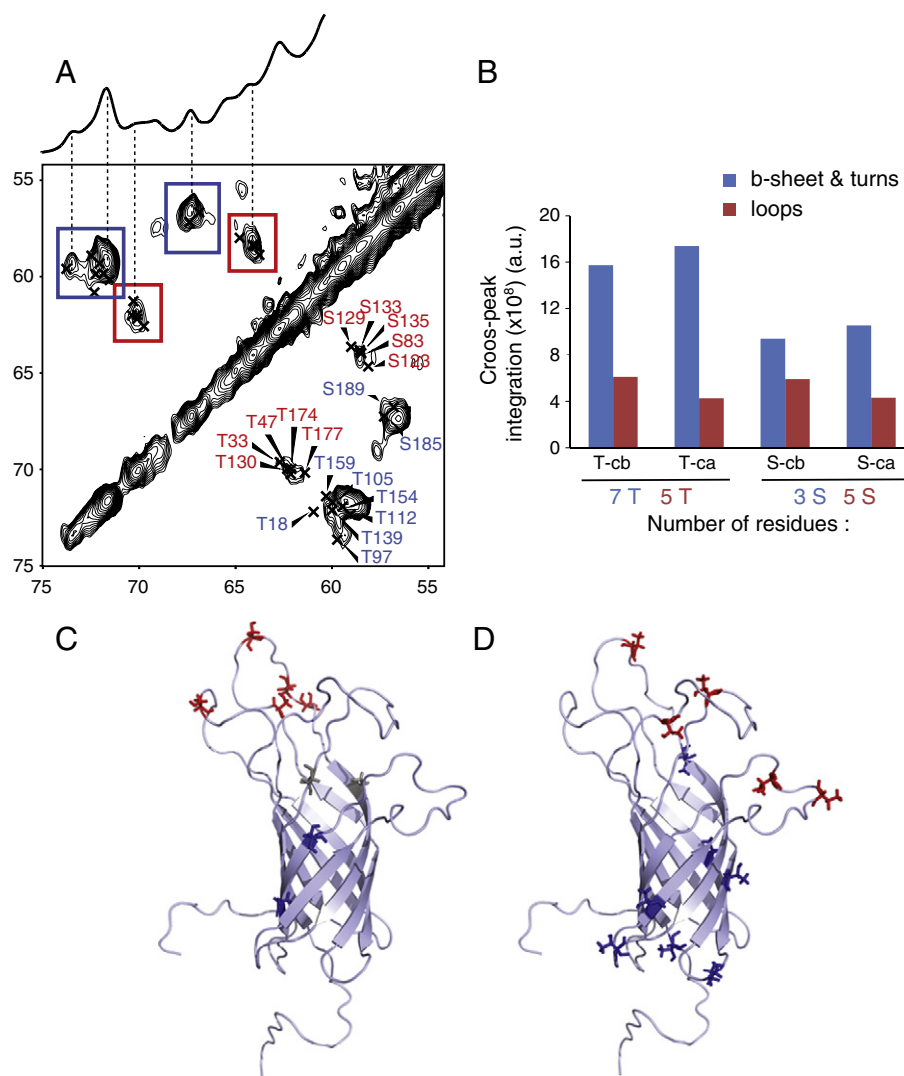 A
B
55
60
65
70
75
75
70
65
60
55
S129
S133
S135
S83
S183
S189
S185
T47
T174
T33
T177
T130
T159
T105
T154
T18
T112
T139
T97
b-sheet & turns
loops
Croos-peak
integration (x10⁸) (a.u.)
20
16
12
8
4
0
T-cb
T-ca
S-cb
S-ca
7 T 5 T 3 S 5 S
Number of residues :
C
D